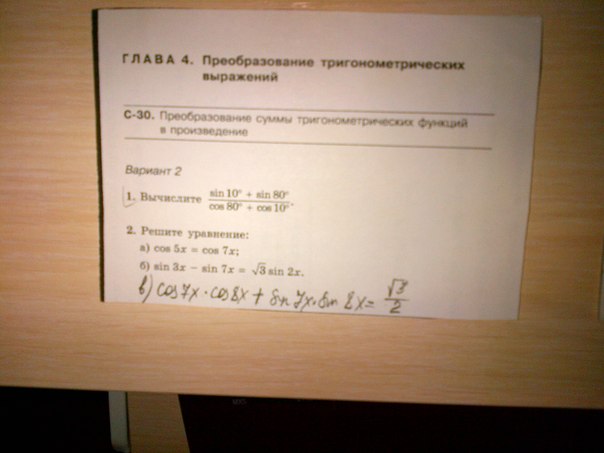 ГЛАВА 4. Преобразование тригонометрических
выражений
С-30. Преобразование суммы тригонометрических функций
в произведение
Вариант 2
1. Вычислите (sin 10° + sin 80°)/(cos 80° + cos 10°).
2. Решите уравнение:
а) cos 5x = cos 7x;
б) sin 3x − sin 7x = √3 sin 2x.
в) cos 7x · cos 8x + sin 7x · sin 8x = √3/2